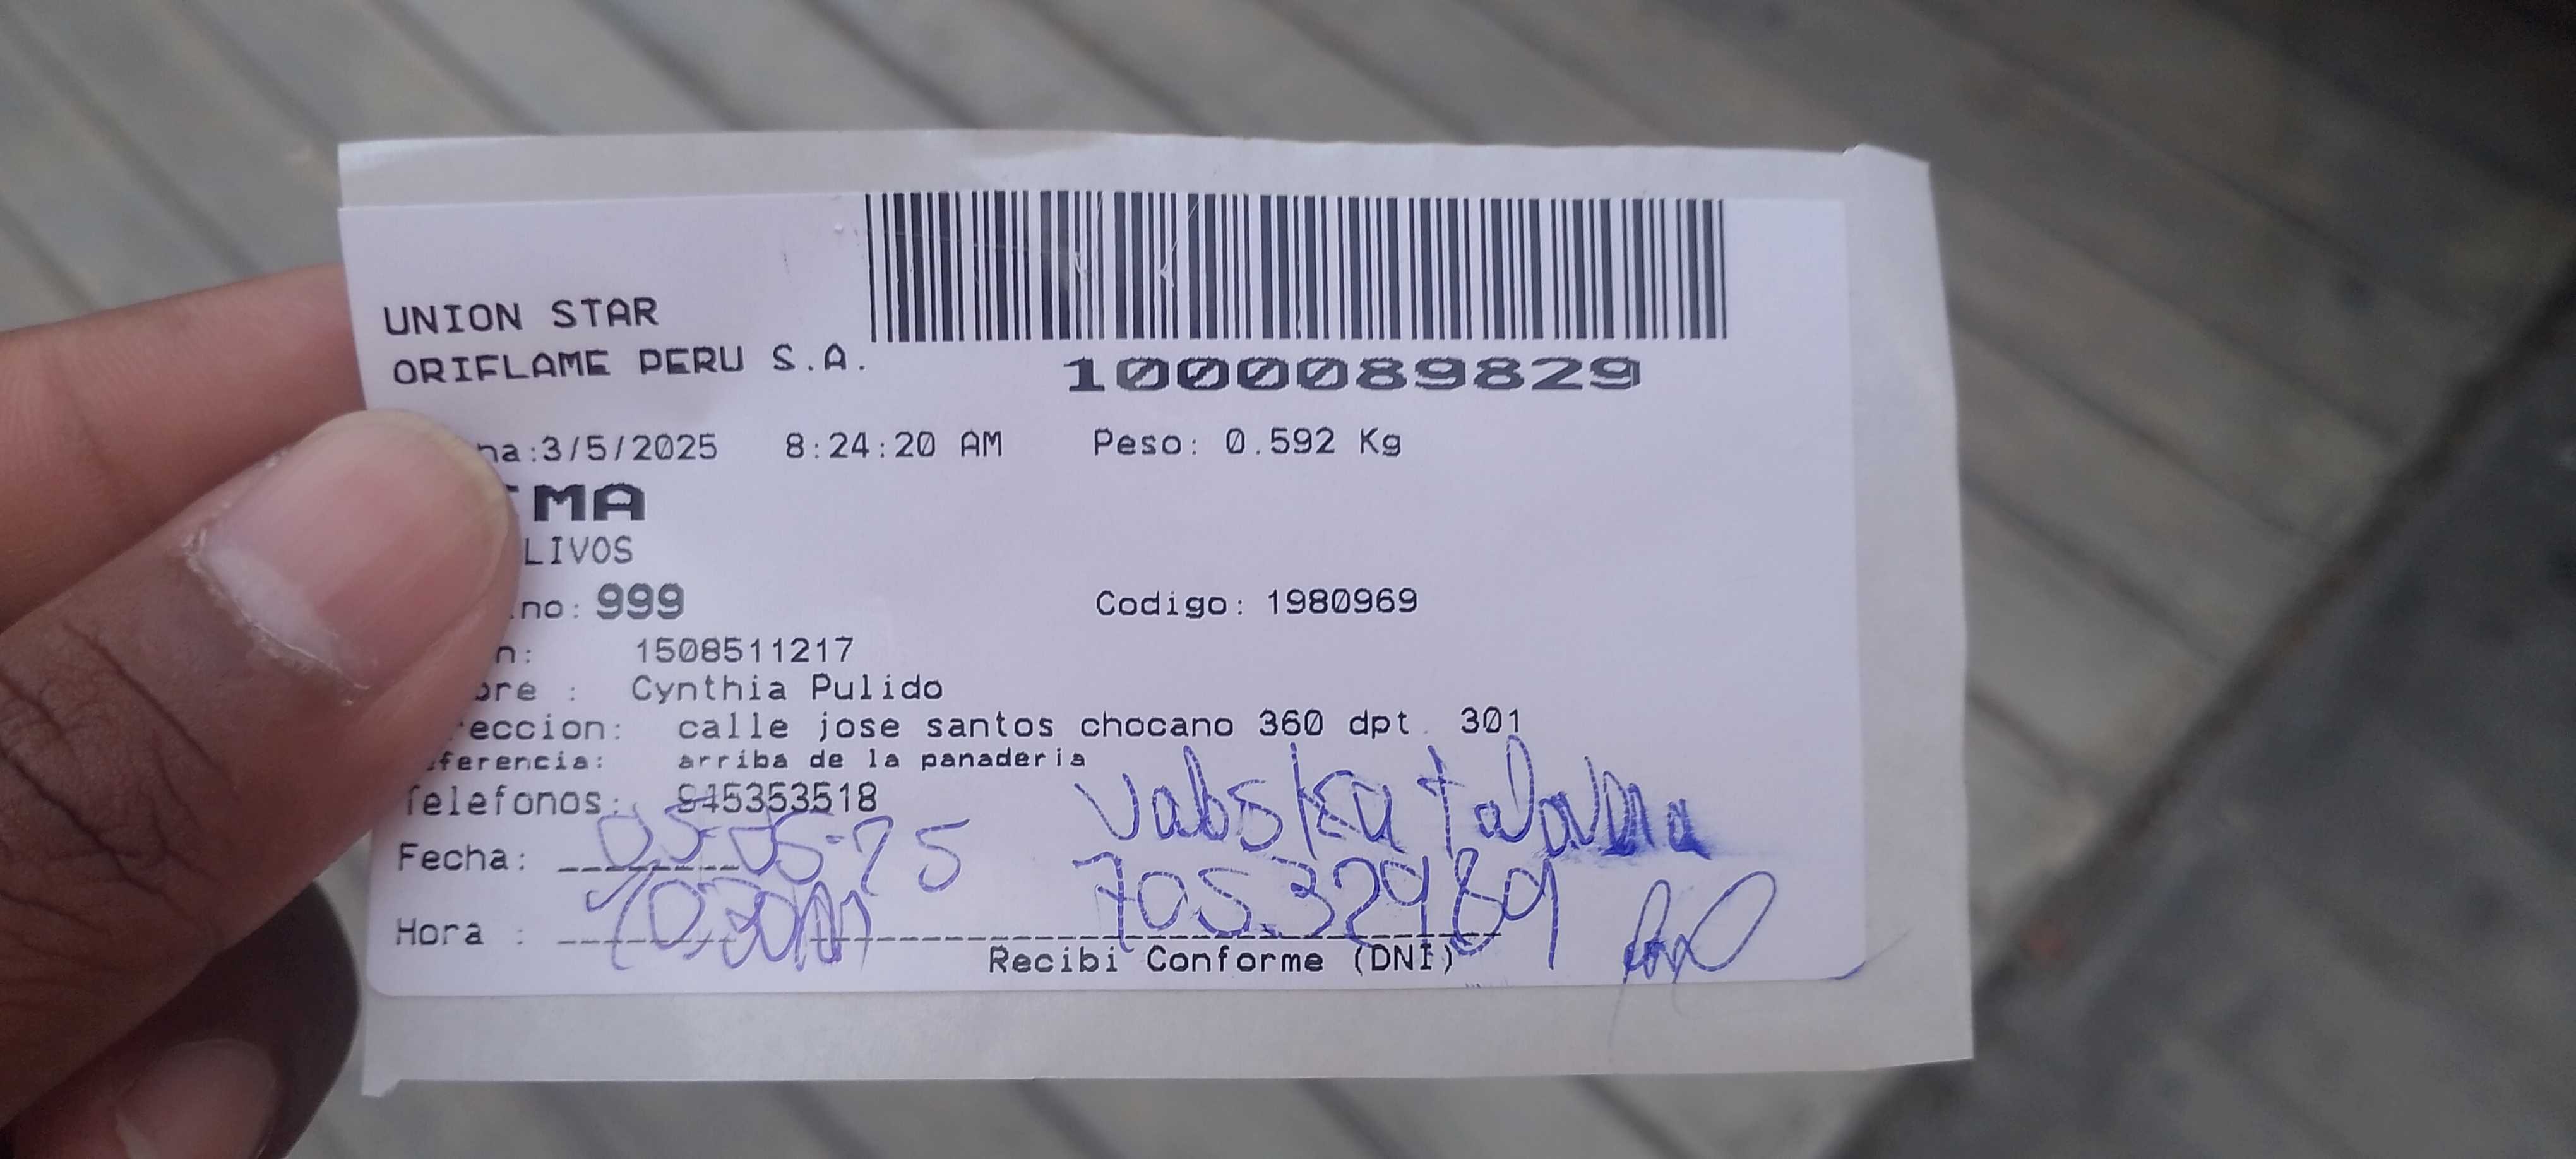 UNION STAR
ORIFLAME PERU S.A.
1000089829
na:3/5/2025 8:24:20 AM Peso: 0.592 Kg
MA
LIVOS
no: 999 Codigo: 1980969
n: 1508511217
bre : Cynthia Pulido
reccion: calle jose santos chocano 360 dpt. 301
ferencia: arriba de la panaderia
Telefonos: 945353518
Fecha: 05-05-25
70532989
Hora :
Recibi Conforme (DNI)